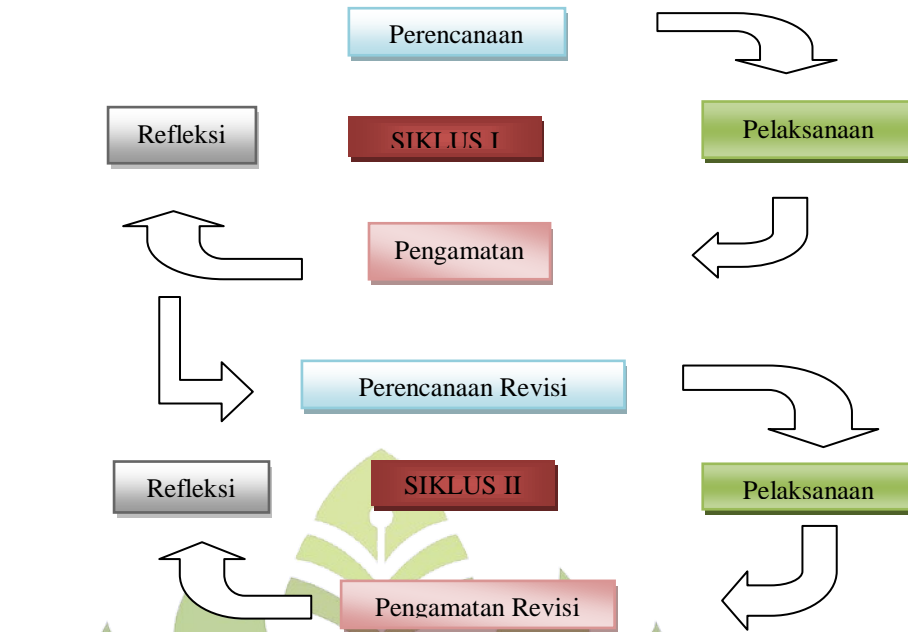 Perencanaan
Refleksi
SIKLUS I
Pelaksanaan
Pengamatan
Perencanaan Revisi
Refleksi
SIKLUS II
Pelaksanaan
Pengamatan Revisi